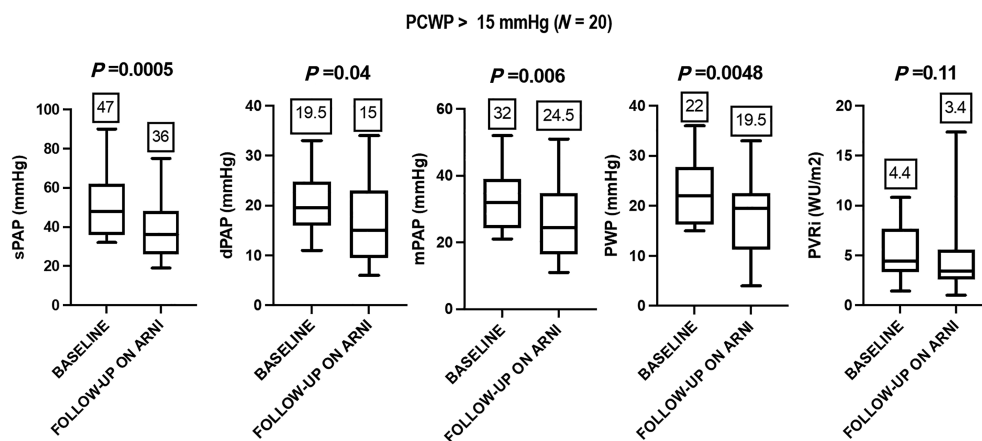 PCWP > 15 mmHg (N = 20)
P=0.0005
sPAP (mmHg)
100
80
60
40
20
0
47
36
BASELINE
FOLLOW-UP ON ARNI
P=0.04
dPAP (mmHg)
40
30
20
10
0
19.5
15
BASELINE
FOLLOW-UP ON ARNI
P=0.006
mPAP (mmHg)
60
40
20
0
32
24.5
BASELINE
FOLLOW-UP ON ARNI
P=0.0048
PWP (mmHg)
40
30
20
10
0
22
19.5
BASELINE
FOLLOW-UP ON ARNI
P=0.11
PVRi (WU/m2)
20
15
10
5
0
4.4
3.4
BASELINE
FOLLOW-UP ON ARNI